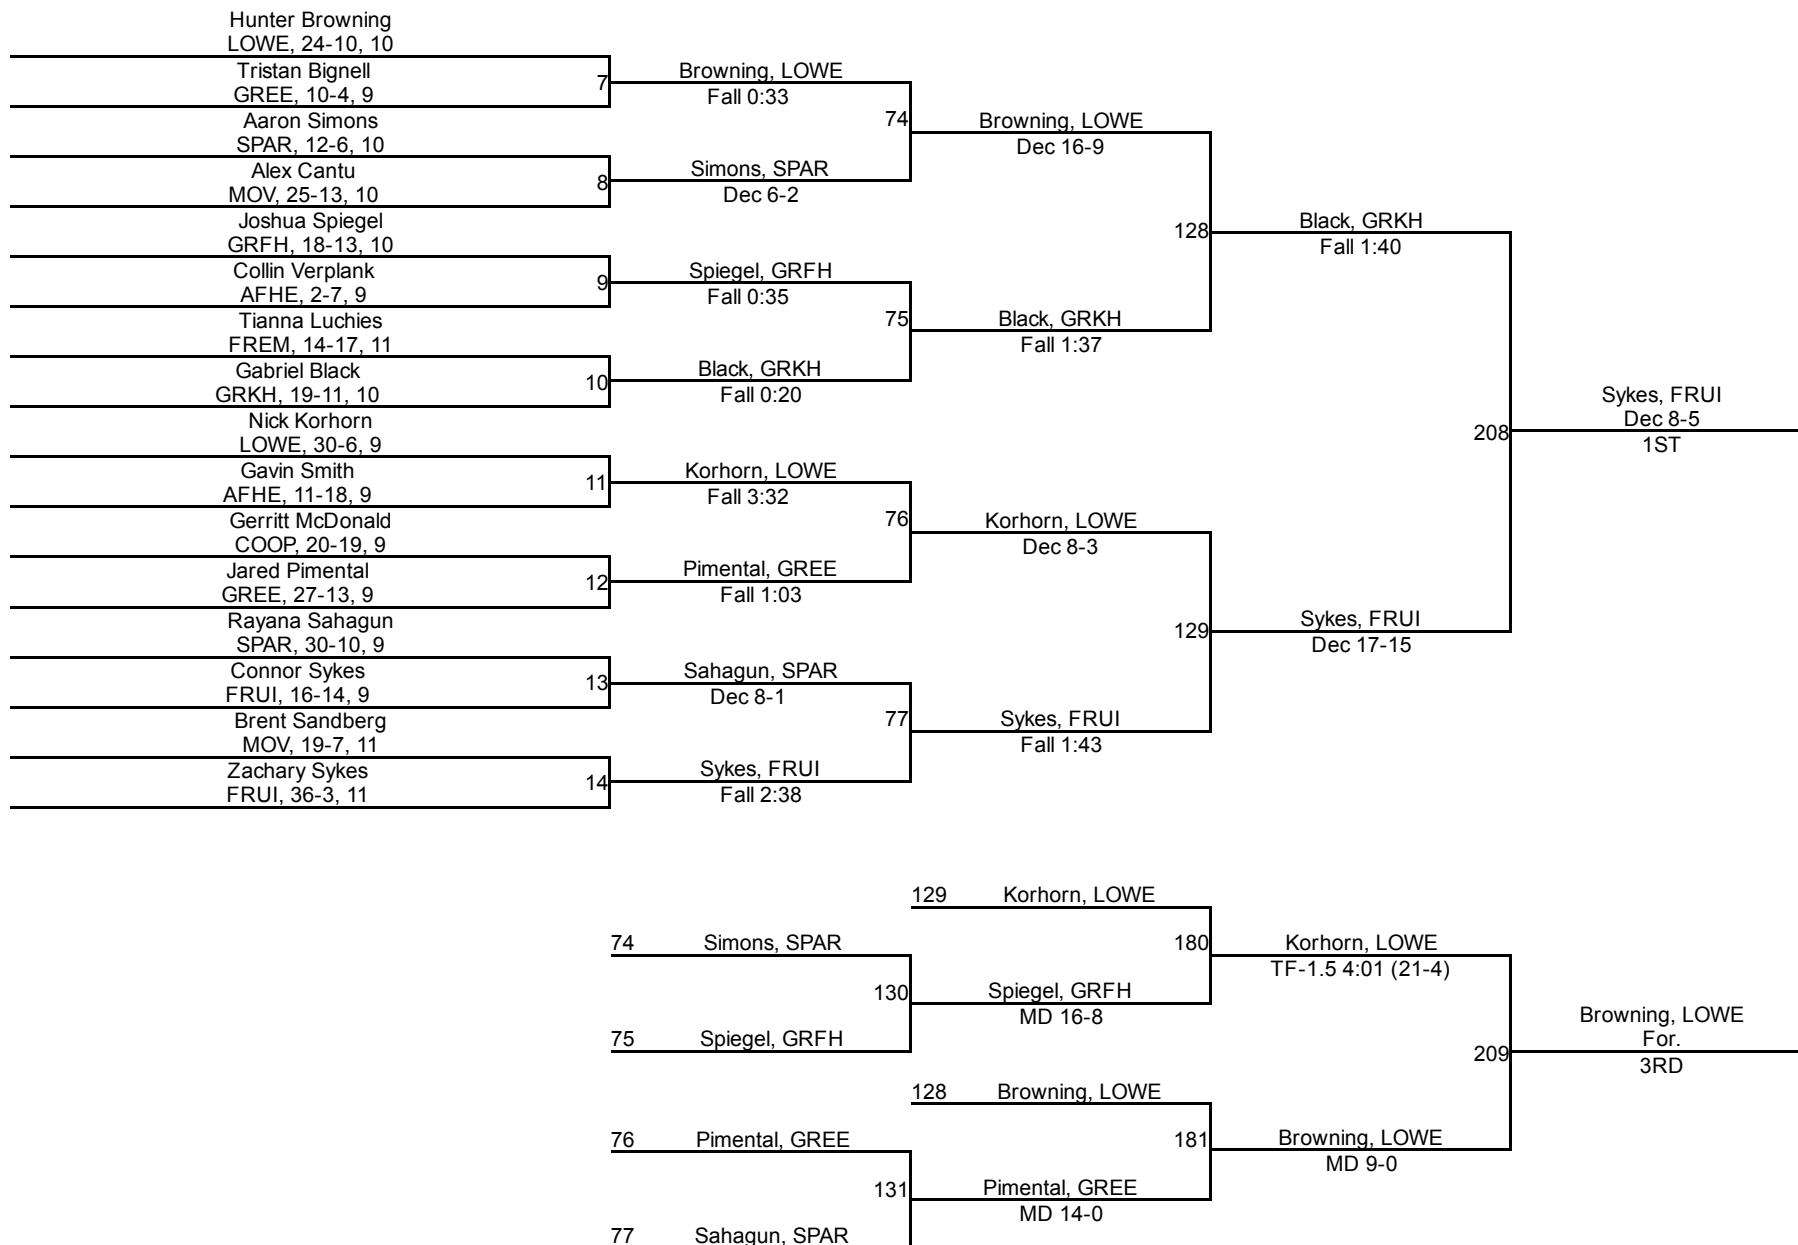 Hunter Browning
LOWE, 24-10, 10
Tristan Bignell
GREE, 10-4, 9
Aaron Simons
SPAR, 12-6, 10
Alex Cantu
MOV, 25-13, 10
Joshua Spiegel
GRFH, 18-13, 10
Collin Verplank
AFHE, 2-7, 9
Tianna Luchies
FREM, 14-17, 11
Gabriel Black
GRKH, 19-11, 10
Nick Korhorn
LOWE, 30-6, 9
Gavin Smith
AFHE, 11-18, 9
Gerritt McDonald
COOP, 20-19, 9
Jared Pimental
GREE, 27-13, 9
Rayana Sahagun
SPAR, 30-10, 9
Connor Sykes
FRUI, 16-14, 9
Brent Sandberg
MOV, 19-7, 11
Zachary Sykes
FRUI, 36-3, 11
7
Browning, LOWE
Fall 0:33
8
Simons, SPAR
Dec 6-2
9
Spiegel, GRFH
Fall 0:35
10
Black, GRKH
Fall 0:20
11
Korhorn, LOWE
Fall 3:32
12
Pimental, GREE
Fall 1:03
13
Sahagun, SPAR
Dec 8-1
14
Sykes, FRUI
Fall 2:38
74
Browning, LOWE
Dec 16-9
75
Black, GRKH
Fall 1:37
76
Korhorn, LOWE
Dec 8-3
77
Sykes, FRUI
Fall 1:43
128
Black, GRKH
Fall 1:40
129
Sykes, FRUI
Dec 17-15
208
Sykes, FRUI
Dec 8-5
1ST
129 Korhorn, LOWE
74 Simons, SPAR
130
75 Spiegel, GRFH
Spiegel, GRFH
MD 16-8
180
Korhorn, LOWE
TF-1.5 4:01 (21-4)
128 Browning, LOWE
76 Pimental, GREE
131
77 Sahagun, SPAR
Pimental, GREE
MD 14-0
181
Browning, LOWE
MD 9-0
209
Browning, LOWE
For.
3RD